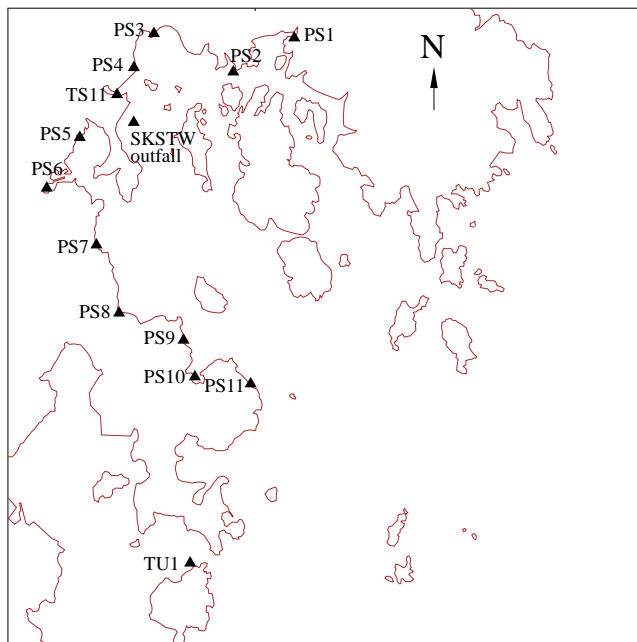 PS3
PS1
N
PS4
PS2
TS11
SKSTW
outfall
PS5
PS6
PS7
PS8
PS9
PS10
PS11
TU1